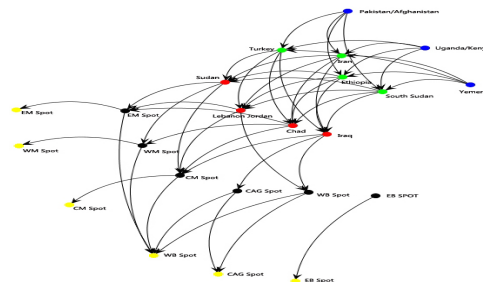 Pakistan/Afghanistan
Turkey
Uganda/Keny
Iran
Sudan
Ethiopia
South Sudan
Yemen
EM Spot
EM Spot
Lebanon Jordan
Chad
Iraq
WM Spot
WM Spot
CM Spot
CAG Spot
WB Spot
EB SPOT
CM Spot
WB Spot
CAG Spot
EB Spot